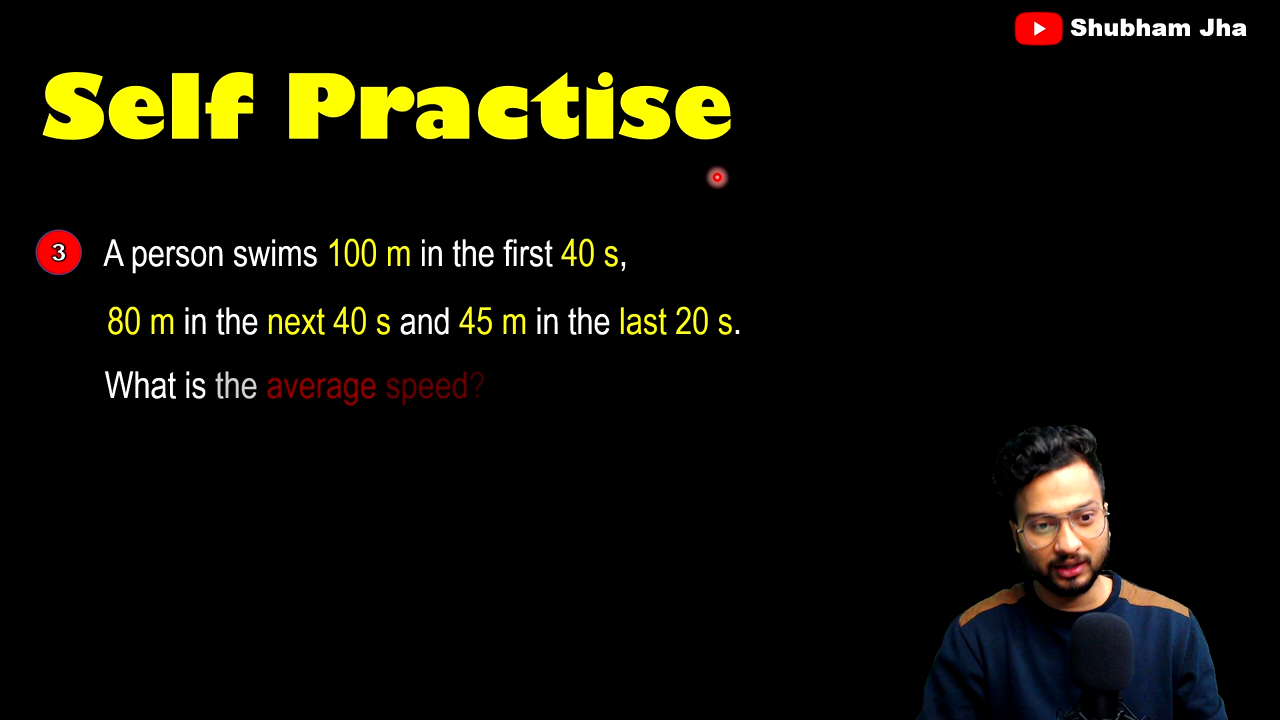 Shubham Jha
Self Practise
3 A person swims 100 m in the first 40 s,
80 m in the next 40 s and 45 m in the last 20 s.
What is the average speed?